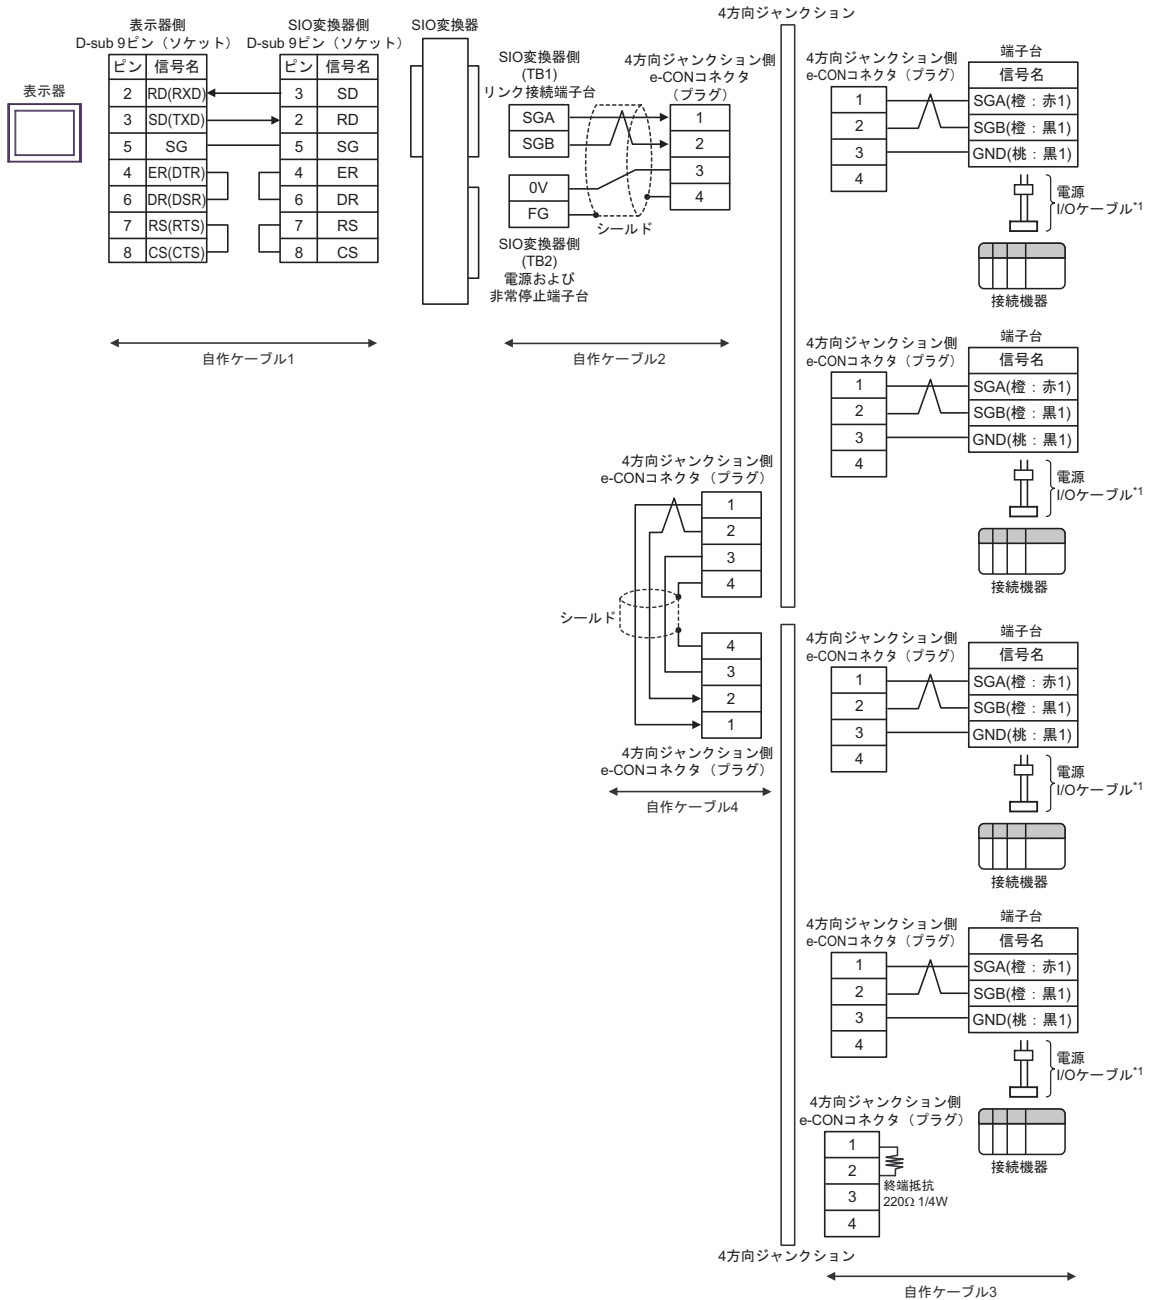 4方向ジャンクション
表示器
表示器側
D-sub 9ピン（ソケット）
ピン 信号名
2 RD(RXD)
3 SD(TXD)
5 SG
4 ER(DTR)
6 DR(DSR)
7 RS(RTS)
8 CS(CTS)
SIO変換器側
D-sub 9ピン（ソケット）
ピン 信号名
3 SD
2 RD
5 SG
4 ER
6 DR
7 RS
8 CS
自作ケーブル1
SIO変換器
SIO変換器側
(TB1)
リンク接続端子台
SGA
SGB
0V
FG
SIO変換器側
(TB2)
電源および
非常停止端子台
シールド
4方向ジャンクション側
e-CONコネクタ
（プラグ）
1
2
3
4
自作ケーブル2
4方向ジャンクション側
e-CONコネクタ（プラグ）
1
2
3
4
シールド
4
3
2
1
4方向ジャンクション側
e-CONコネクタ（プラグ）
自作ケーブル4
4方向ジャンクション側
e-CONコネクタ（プラグ）
1
2
3
4
端子台
信号名
SGA(橙：赤1)
SGB(橙：黒1)
GND(桃：黒1)
電源
I/Oケーブル*1
接続機器
4方向ジャンクション側
e-CONコネクタ（プラグ）
1
2
3
4
端子台
信号名
SGA(橙：赤1)
SGB(橙：黒1)
GND(桃：黒1)
電源
I/Oケーブル*1
接続機器
4方向ジャンクション側
e-CONコネクタ（プラグ）
1
2
3
4
端子台
信号名
SGA(橙：赤1)
SGB(橙：黒1)
GND(桃：黒1)
電源
I/Oケーブル*1
接続機器
4方向ジャンクション側
e-CONコネクタ（プラグ）
1
2
3
4
端子台
信号名
SGA(橙：赤1)
SGB(橙：黒1)
GND(桃：黒1)
電源
I/Oケーブル*1
接続機器
4方向ジャンクション側
e-CONコネクタ（プラグ）
1
2
3
4
終端抵抗
220Ω 1/4W
4方向ジャンクション
自作ケーブル3